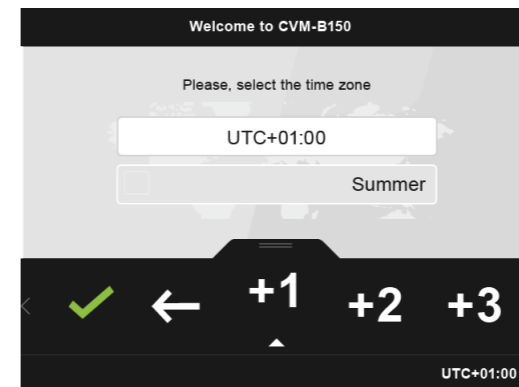 Welcome to CVM-B150
Please, select the time zone
UTC+01:00
Summer
+1 +2 +3
UTC+01:00